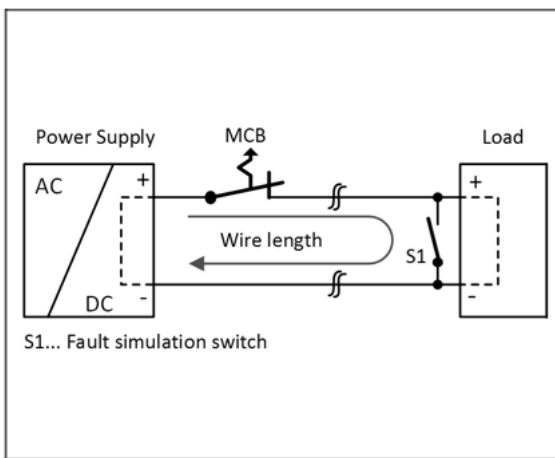 Power Supply
MCB
Load
AC
+
+
Wire length
S1
-
-
DC
S1... Fault simulation switch